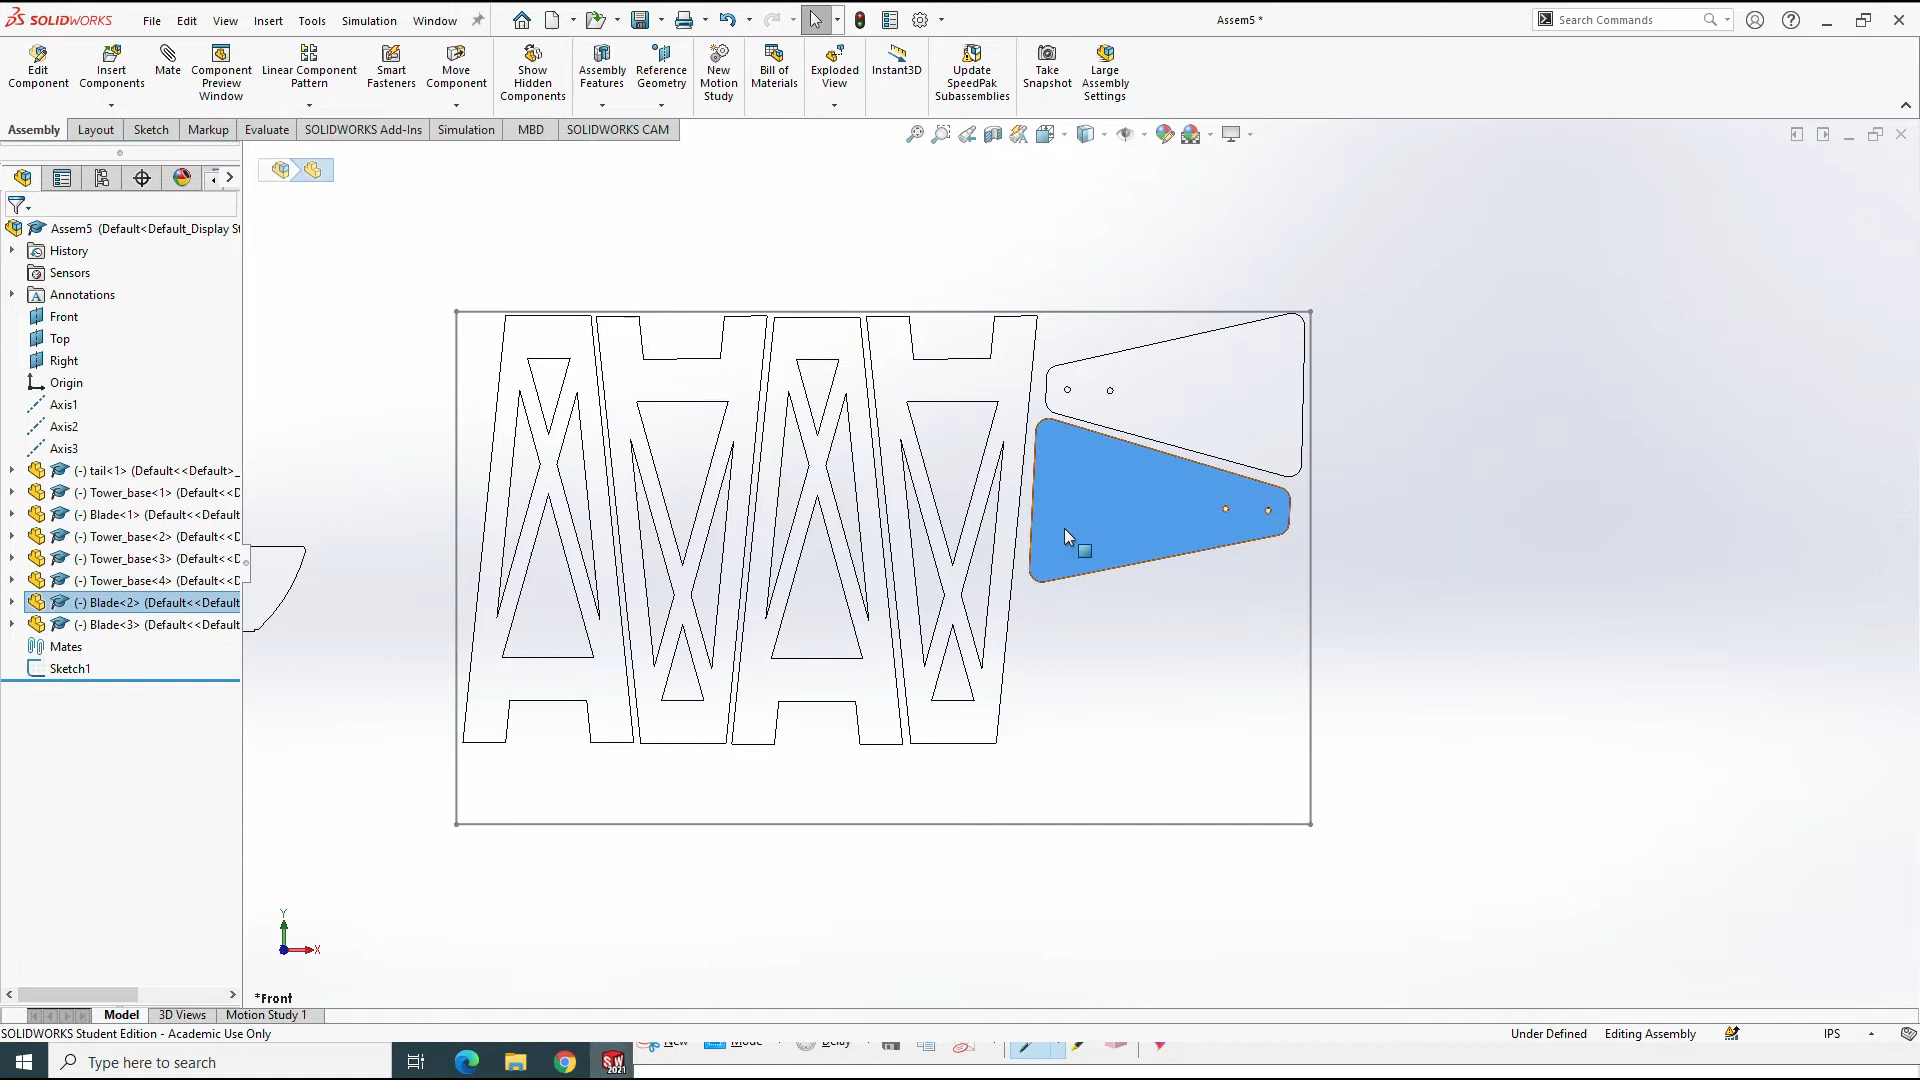 SOLIDWORKS File Edit View Insert Tools Simulation Window Assem5 * Search Commands
Edit Component
Insert Components
Mate
Component Preview Window
Linear Component Pattern
Smart Fasteners
Move Component
Show Hidden Components
Assembly Features
Reference Geometry
New Motion Study
Bill of Materials
Exploded View
Instant3D
Update SpeedPak Subassemblies
Take Snapshot
Large Assembly Settings
Assembly Layout Sketch Markup Evaluate SOLIDWORKS Add-Ins Simulation MBD SOLIDWORKS CAM
Assem5 (Default<Default_Display St
History
Sensors
Annotations
Front
Top
Right
Origin
Axis1
Axis2
Axis3
(-) tail<1> (Default<<Default>_
(-) Tower_base<1> (Default<<D
(-) Blade<1> (Default<<Default
(-) Tower_base<2> (Default<<D
(-) Tower_base<3> (Default<<D
(-) Tower_base<4> (Default<<D
(-) Blade<2> (Default<<Default
(-) Blade<3> (Default<<Default
Mates
Sketch1
Y
X
*Front
Model 3D Views Motion Study 1
SOLIDWORKS Student Edition - Academic Use Only Under Defined Editing Assembly IPS
New Mode Delay
Type here to search
SW 2021